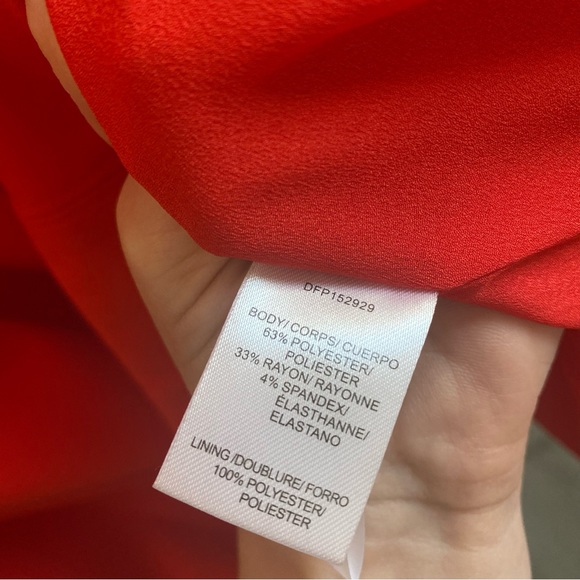 DFP152929
BODY/ CORPS/ CUERPO
63% POLYESTER/
POLIESTER
33% RAYON/ RAYONNE
4% SPANDEX/
ÉLASTHANNE/
ELASTANO
LINING /DOUBLURE/ FORRO
100% POLYESTER/
POLIESTER